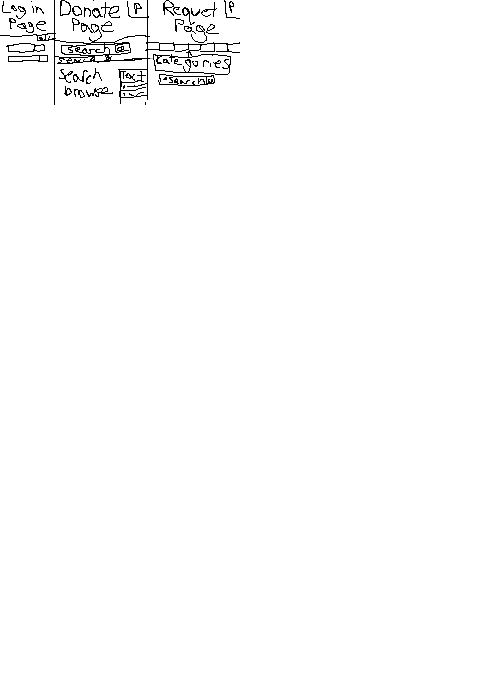 Log in
Page
Donate
Page
P
search
search
browse
Text
Requet
Page
P
categories
search